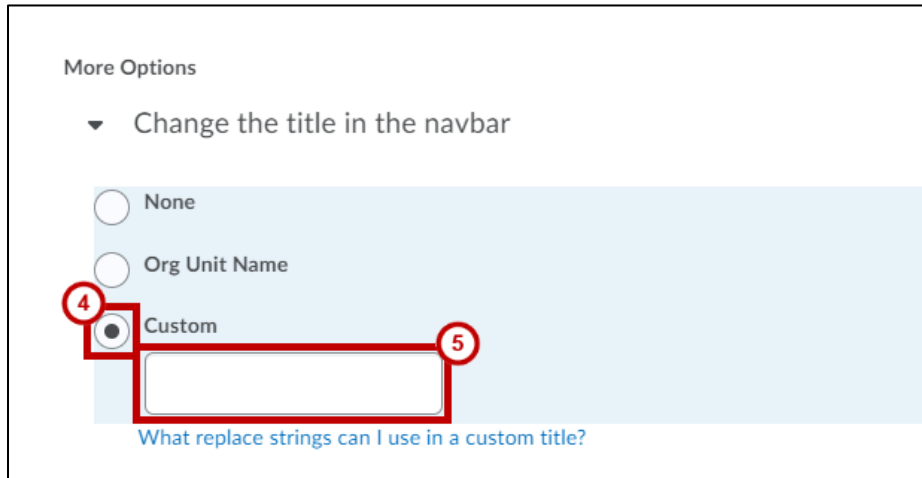 More Options
Change the title in the navbar
None
Org Unit Name
4
Custom
5
What replace strings can I use in a custom title?